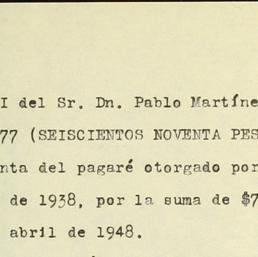 I del Sr. Dn. Pablo Martíne
77 (SEISCIENTOS NOVENTA PES
nta del pagaré otorgado por
de 1938, por la suma de $7
abril de 1948.